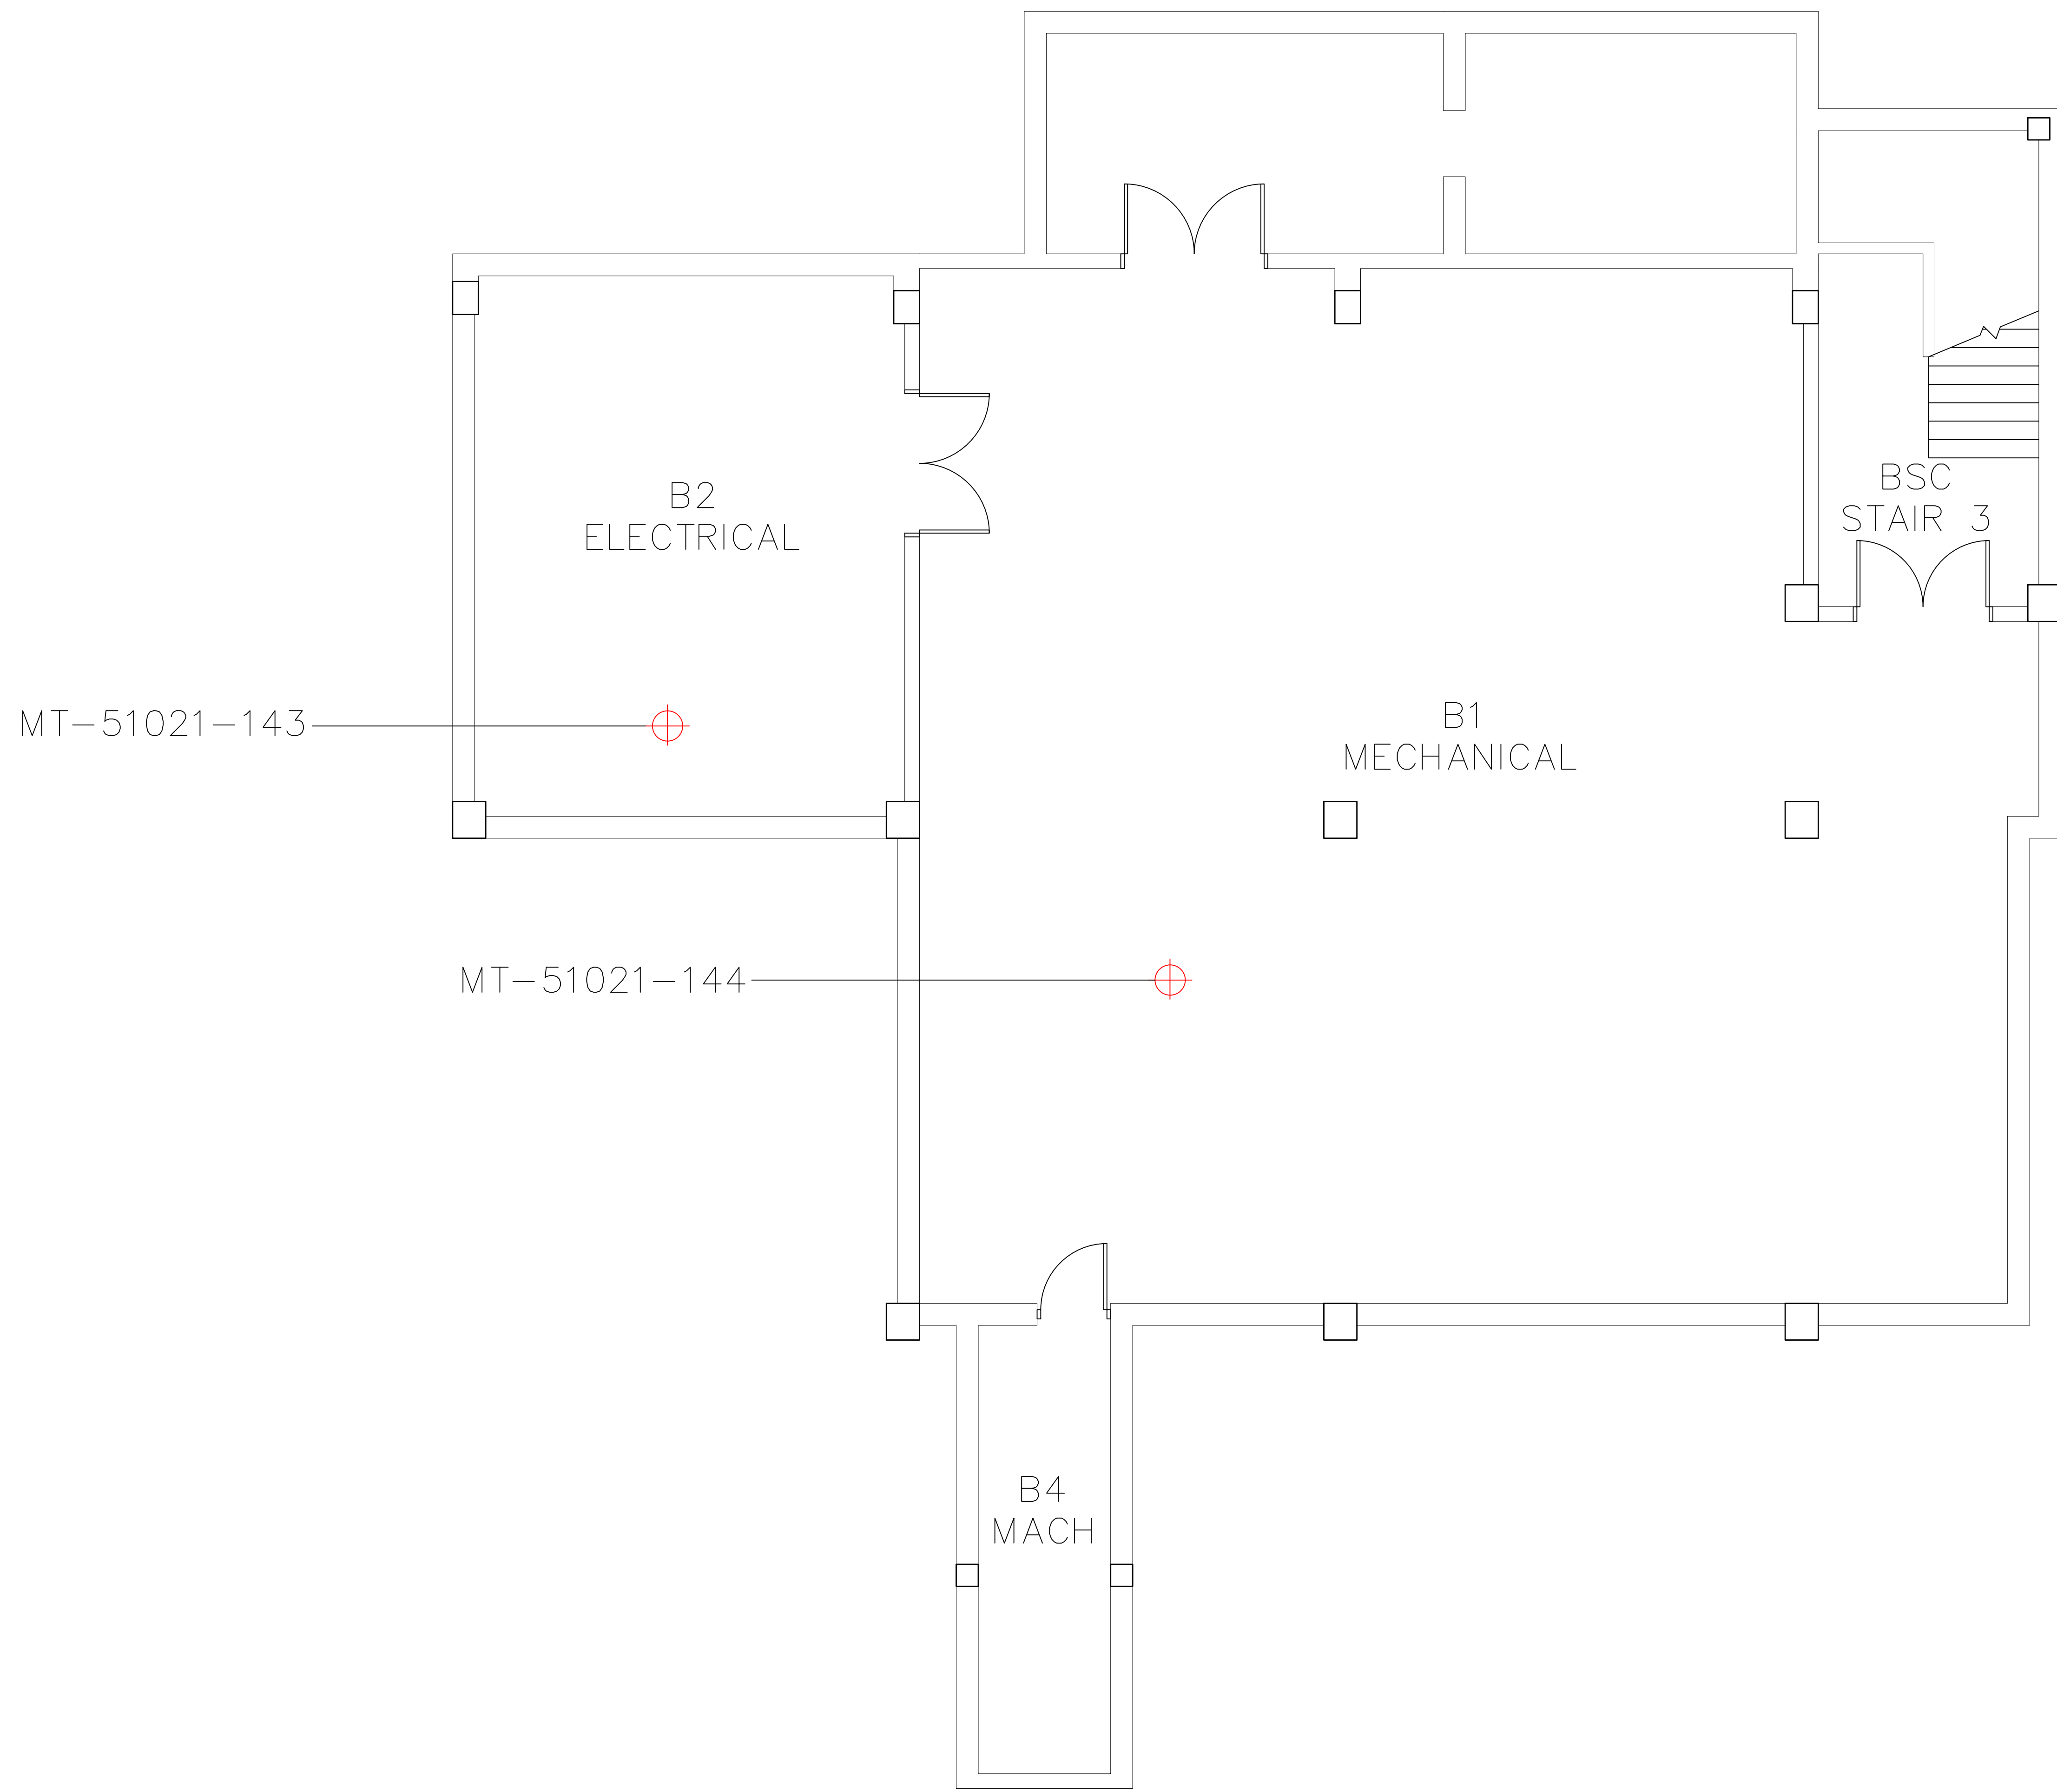 B2
ELECTRICAL
BSC
STAIR 3
MT-51021-143
B1
MECHANICAL
MT-51021-144
B4
MACH